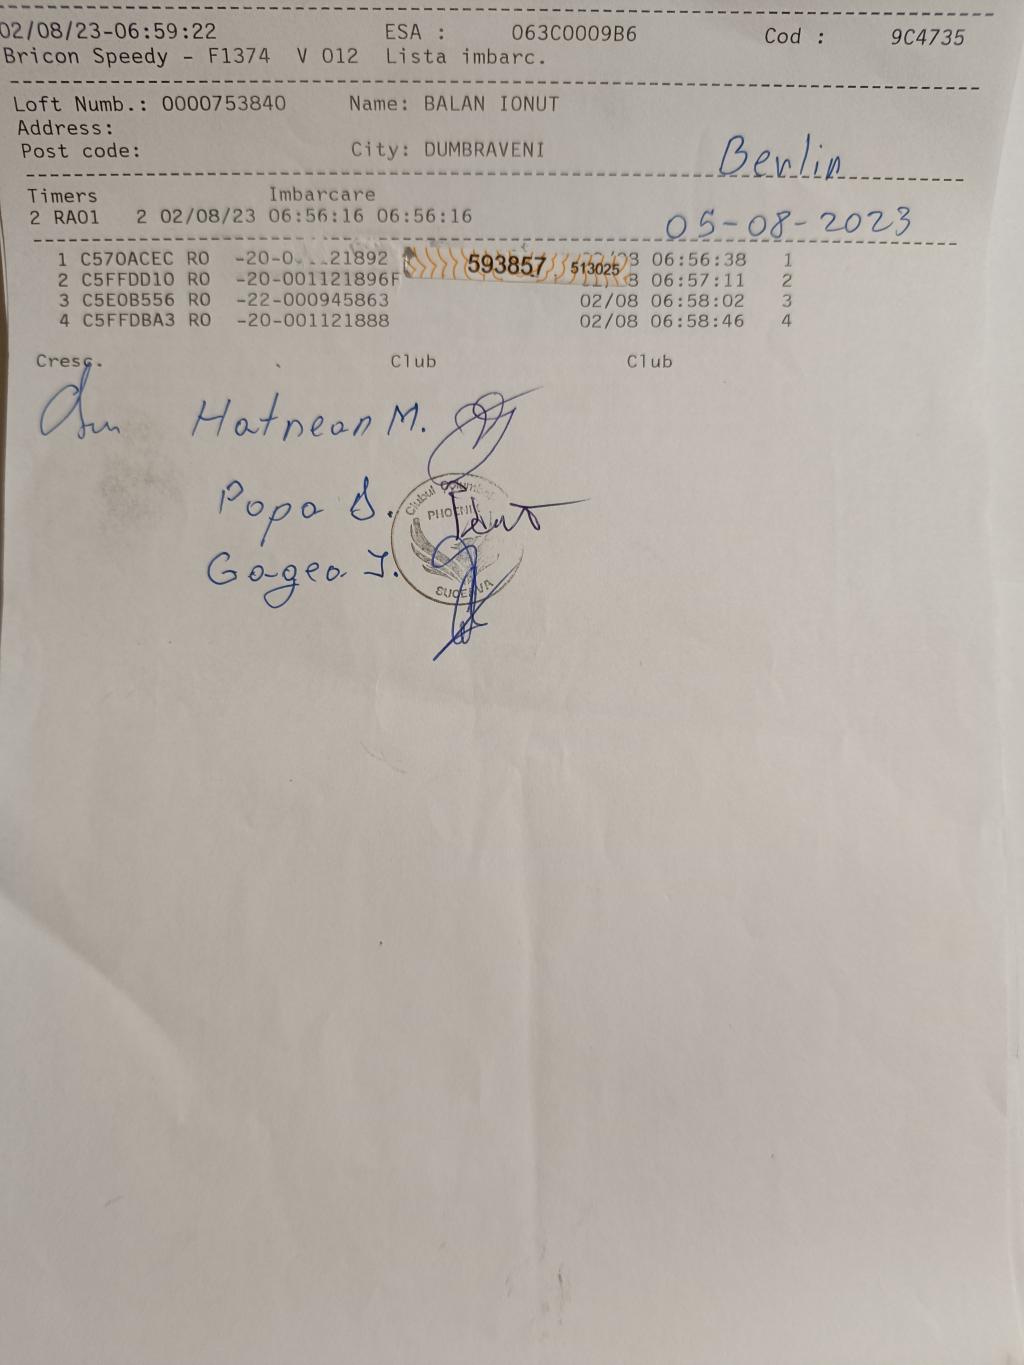 02/08/23-06:59:22 ESA : 063C0009B6 Cod : 9C4735
Bricon Speedy - F1374 V 012 Lista imbarc.
Loft Numb.: 0000753840 Name: BALAN IONUT
Address:
Post code: City: DUMBRAVENI
Berlin
Timers Imbarcare
2 RA01 2 02/08/23 06:56:16 06:56:16
05-08-2023
1 C570ACEC RO -20-0 21892 593857 513025 06:56:38 1
2 C5FFDD10 RO -20-001121896F 8 06:57:11 2
3 C5E0B556 RO -22-000945863 02/08 06:58:02 3
4 C5FFDBA3 RO -20-001121888 02/08 06:58:46 4
Cresc. Club Club
Hatnean M.
Popa S.
Gagea I.
Clubul
PHOENIX
SUCEAVA